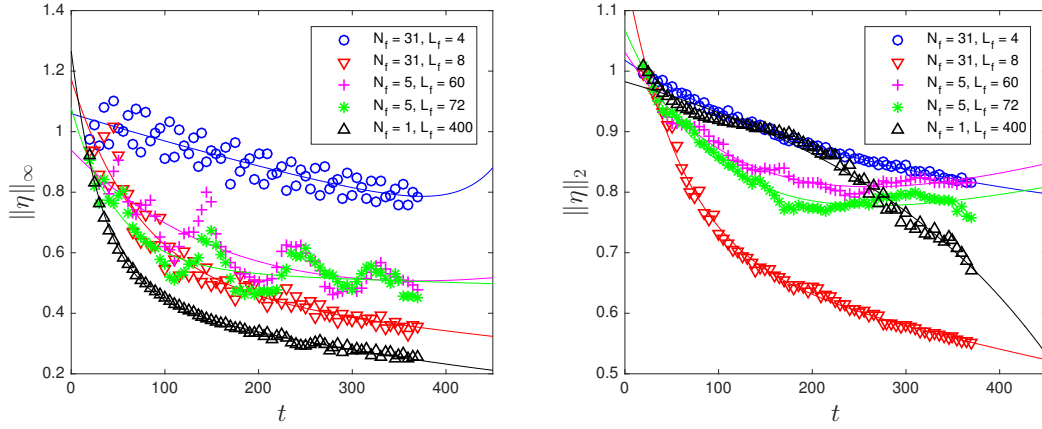 N_f = 31, L_f = 4
N_f = 31, L_f = 8
N_f = 5, L_f = 60
N_f = 5, L_f = 72
N_f = 1, L_f = 400
1.4
1.2
1
0.8
0.6
0.4
0.2
‖η‖_∞
0 100 200 300 400
t
N_f = 31, L_f = 4
N_f = 31, L_f = 8
N_f = 5, L_f = 60
N_f = 5, L_f = 72
N_f = 1, L_f = 400
1.1
1
0.9
0.8
0.7
0.6
0.5
‖η‖_2
0 100 200 300 400
t